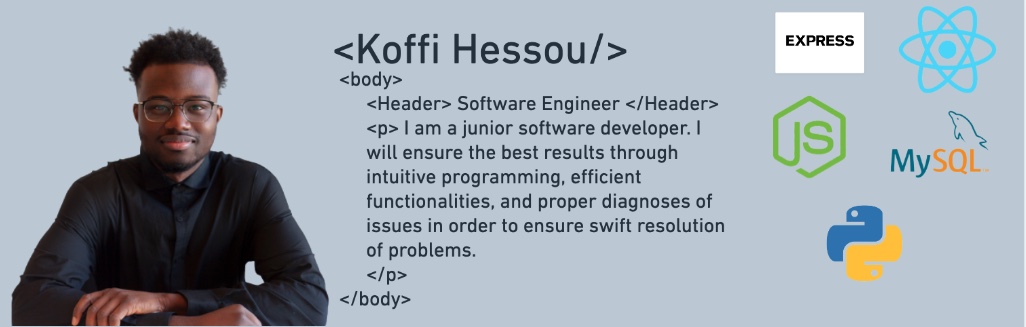 <Koffi Hessou/>
<body>
<Header> Software Engineer </Header>
<p> I am a junior software developer. I
will ensure the best results through
intuitive programming, efficient
functionalities, and proper diagnoses of
issues in order to ensure swift resolution
of problems.
</p>
</body>
EXPRESS
JS
MySQL